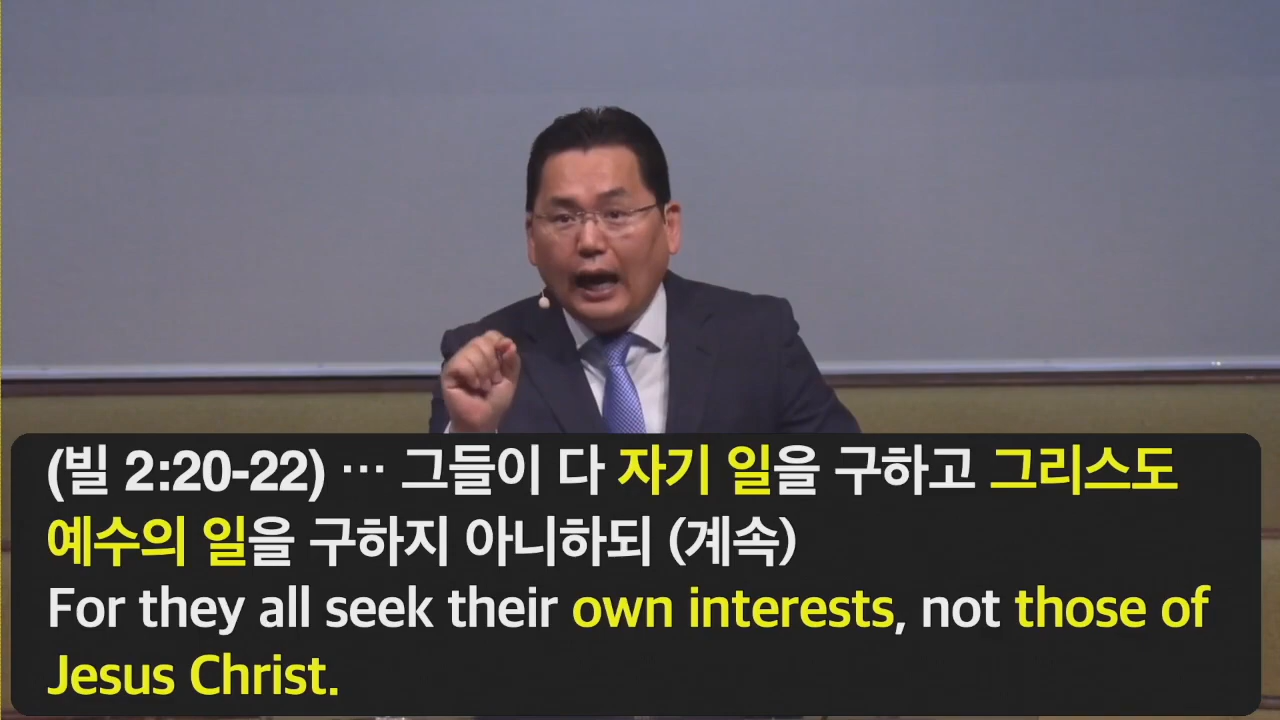 (빌 2:20-22) … 그들이 다 자기 일을 구하고 그리스도
예수의 일을 구하지 아니하되 (계속)
For they all seek their own interests, not those of
Jesus Christ.